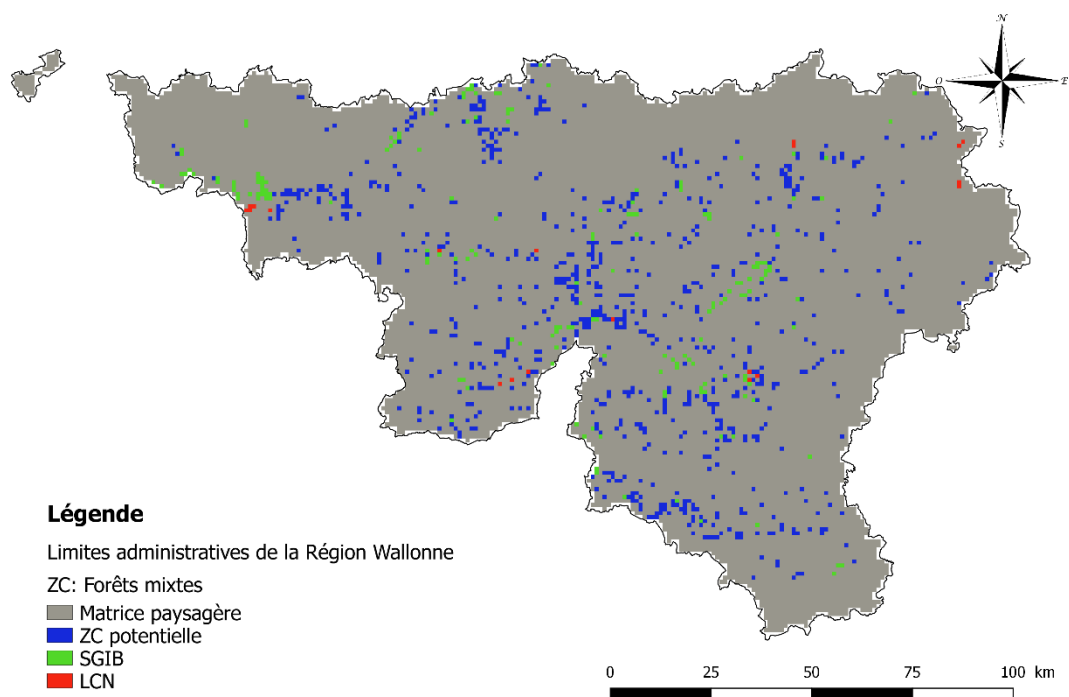 N
O
E
S
Légende
Limites administratives de la Région Wallonne
ZC: Forêts mixtes
Matrice paysagère
ZC potentielle
SGIB
LCN
0 25 50 75 100 km